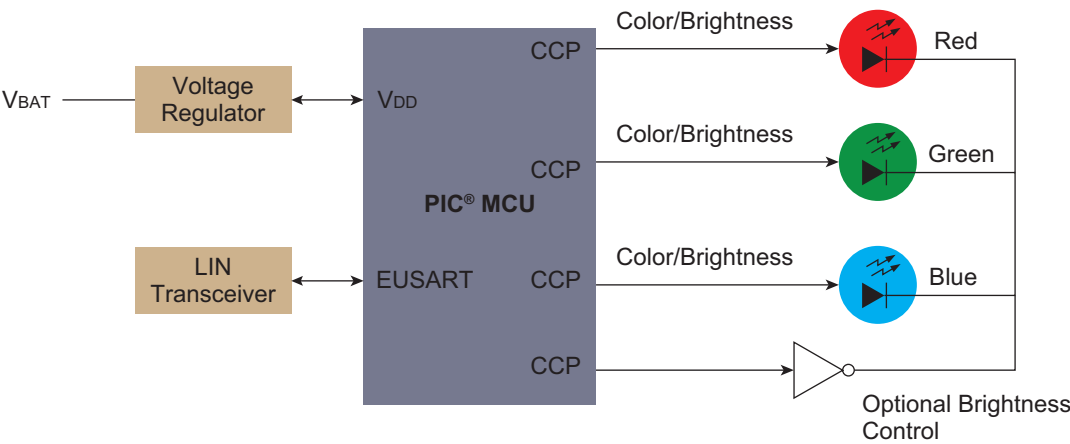 VBAT
Voltage
Regulator
LIN
Transceiver
VDD
EUSART
PIC® MCU
CCP
CCP
CCP
CCP
Color/Brightness
Red
Color/Brightness
Green
Color/Brightness
Blue
Optional Brightness
Control